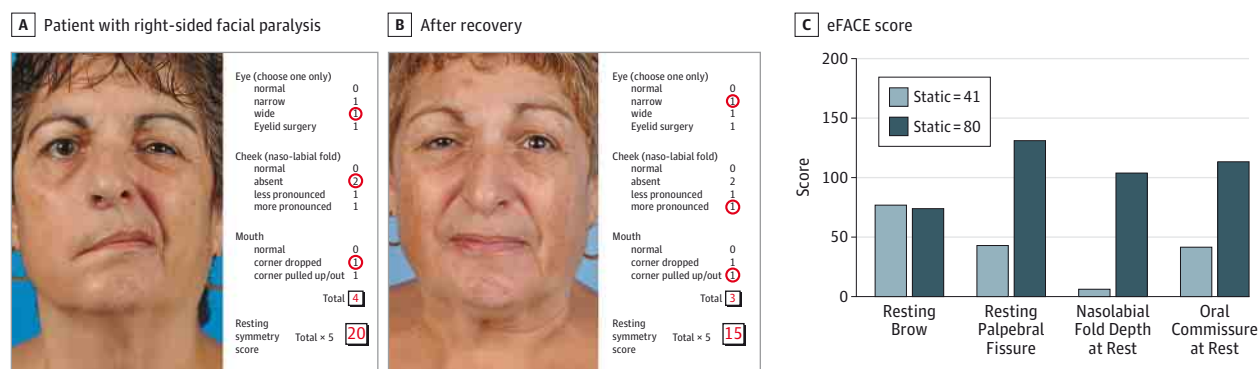 A Patient with right-sided facial paralysis
Eye (choose one only)
normal 0
narrow 1
wide 1
Eyelid surgery 1
Cheek (naso-labial fold)
normal 0
absent 2
less pronounced 1
more pronounced 1
Mouth
normal 0
corner dropped 1
corner pulled up/out 1
Total 4
Resting
symmetry Total × 5 20
score
B After recovery
Eye (choose one only)
normal 0
narrow 1
wide 1
Eyelid surgery 1
Cheek (naso-labial fold)
normal 0
absent 2
less pronounced 1
more pronounced 1
Mouth
normal 0
corner dropped 1
corner pulled up/out 1
Total 3
Resting
symmetry Total × 5 15
score
C eFACE score
200
150
100
50
0
Score
Static = 41
Static = 80
Resting
Brow
Resting
Palpebral
Fissure
Nasolabial
Fold Depth
at Rest
Oral
Commissure
at Rest